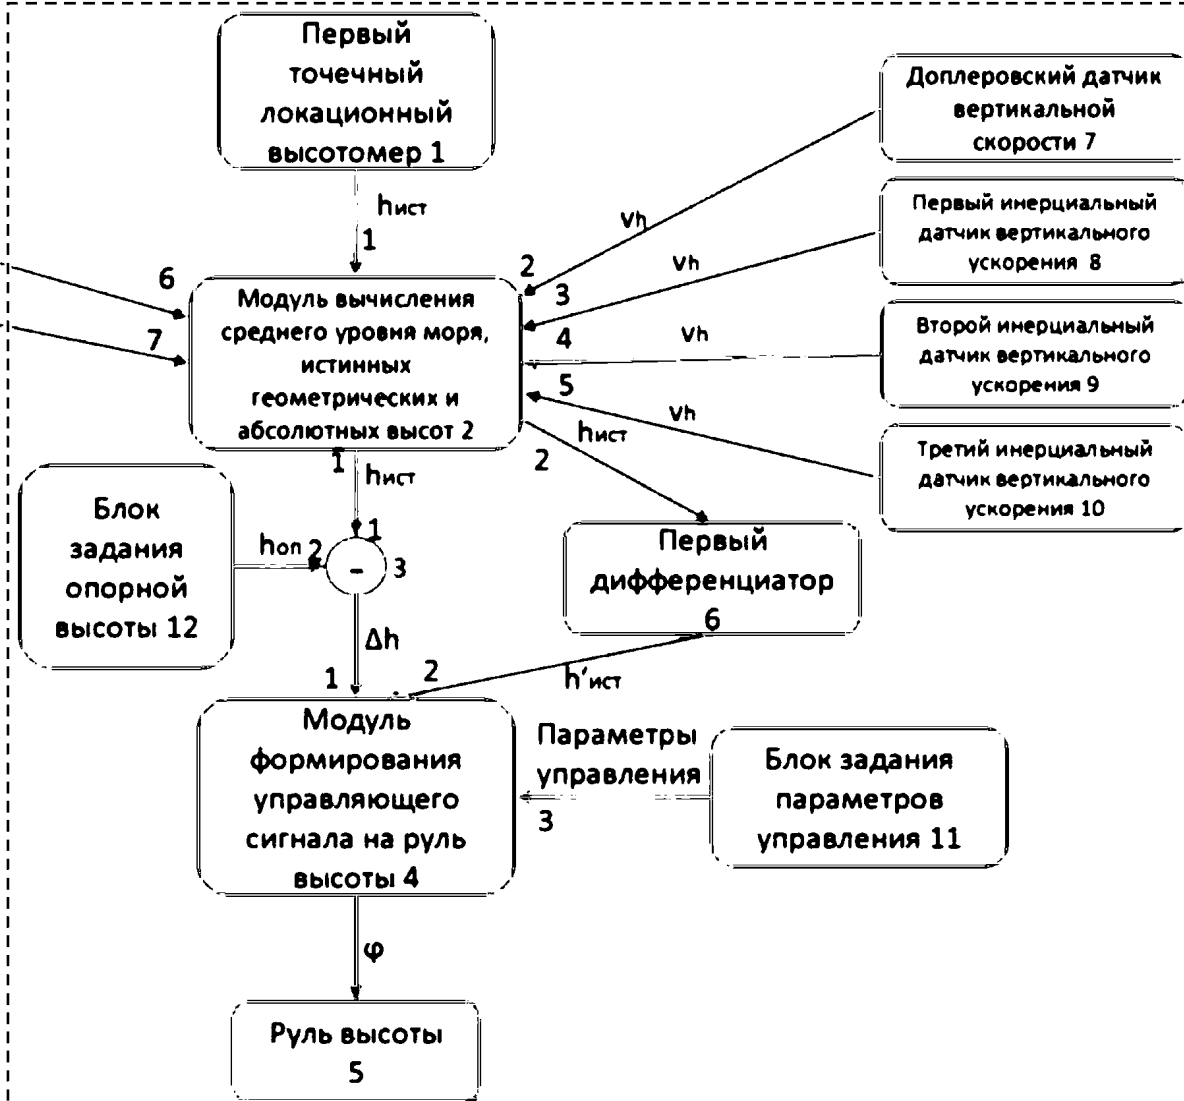 Первый
точечный
локационный
высотомер 1
hист
1
Доплеровский датчик
вертикальной
скорости 7
Первый инерциальный
датчик вертикального
ускорения 8
Второй инерциальный
датчик вертикального
ускорения 9
Третий инерциальный
датчик вертикального
ускорения 10
vh
vh
vh
vh
2
3
4
5
6
7
Модуль вычисления
среднего уровня моря,
истинных
геометрических и
абсолютных высот 2
1
hист
hист
2
Блок
задания
опорной
высоты 12
hоп
2
1
-
3
Первый
дифференциатор
6
Δh
h′ист
1
2
Модуль
формирования
управляющего
сигнала на руль
высоты 4
Параметры
управления
3
Блок задания
параметров
управления 11
φ
Руль высоты
5